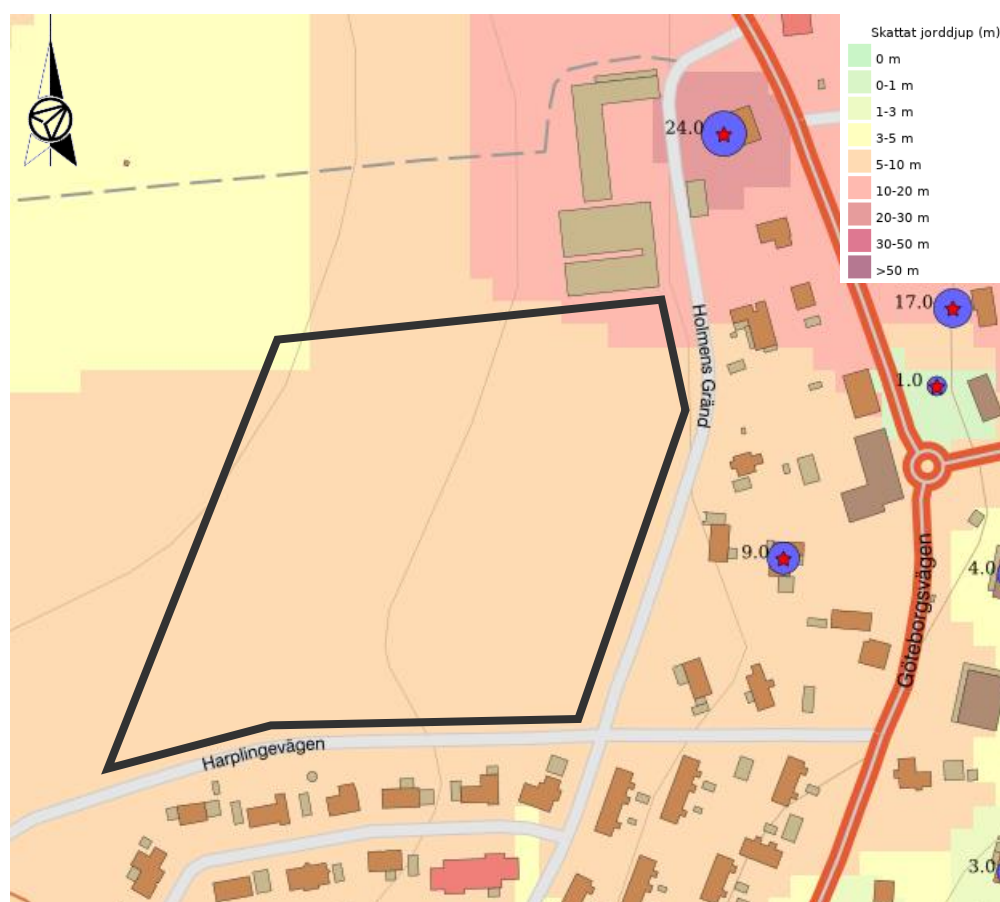 Skattat jorddjup (m)
0 m
0-1 m
1-3 m
3-5 m
5-10 m
10-20 m
20-30 m
30-50 m
>50 m
24.0
17.0
1.0
Holmens Gränd
9.0
4.0
Göteborgsvägen
Harplingevägen
3.0